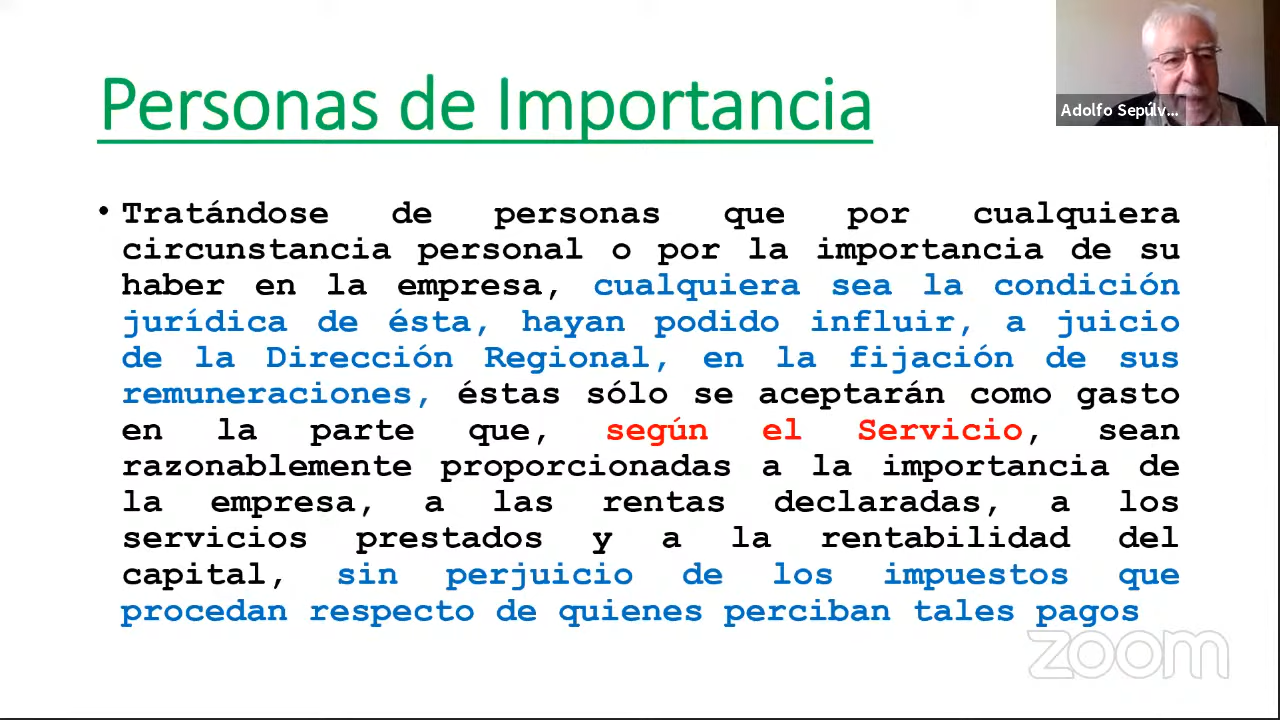 Personas de Importancia
Adolfo Sepúlv...
• Tratándose de personas que por cualquiera
circunstancia personal o por la importancia de su
haber en la empresa, cualquiera sea la condición
jurídica de ésta, hayan podido influir, a juicio
de la Dirección Regional, en la fijación de sus
remuneraciones, éstas sólo se aceptarán como gasto
en la parte que, según el Servicio, sean
razonablemente proporcionadas a la importancia de
la empresa, a las rentas declaradas, a los
servicios prestados y a la rentabilidad del
capital, sin perjuicio de los impuestos que
procedan respecto de quienes perciban tales pagos
zoom